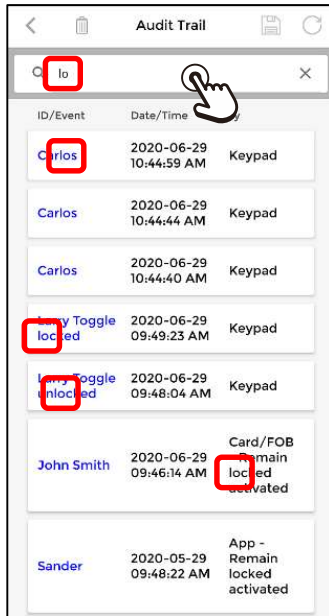 Audit Trail
lo
ID/Event Date/Time
Carlos 2020-06-29 10:44:59 AM Keypad
Carlos 2020-06-29 10:44:44 AM Keypad
Carlos 2020-06-29 10:44:40 AM Keypad
Larry Toggle locked 2020-06-29 09:49:23 AM Keypad
Larry Toggle unlocked 2020-06-29 09:48:04 AM Keypad
John Smith 2020-06-29 09:46:14 AM Card/FOB - Remain locked activated
Sander 2020-05-29 09:48:22 AM App - Remain locked activated